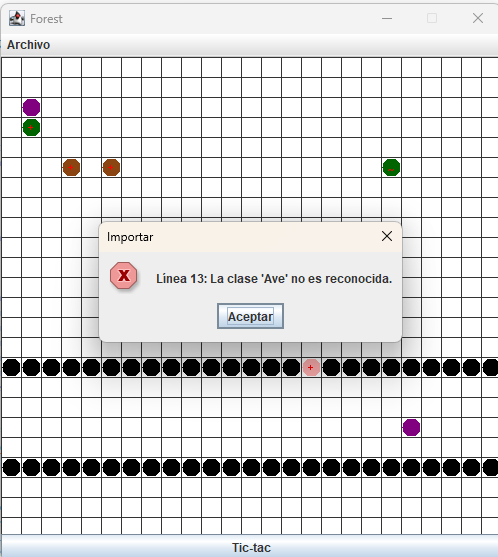 Forest
Archivo
Importar
Línea 13: La clase 'Ave' no es reconocida.
Aceptar
Tic-tac